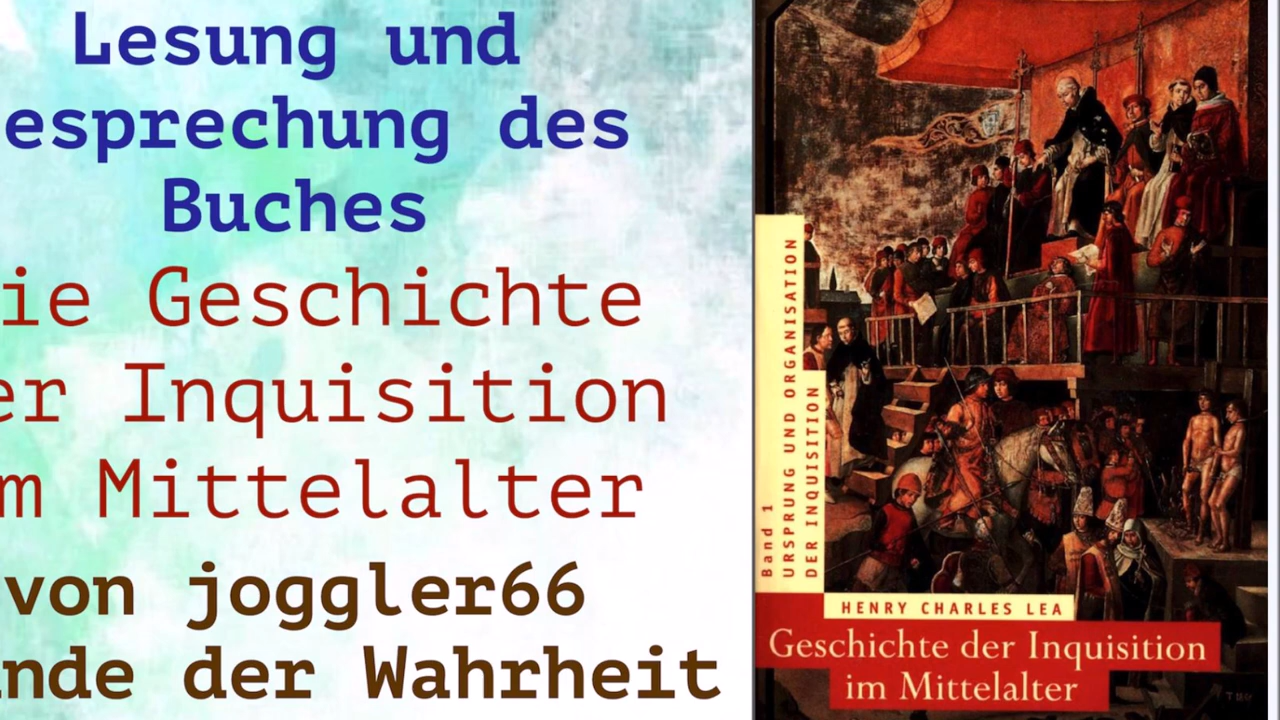 Lesung und
esprechung des
Buches
ie Geschichte
er Inquisition
m Mittelalter
von joggler66
nde der Wahrheit
Band 1
URSPRUNG UND ORGANISATION
DER INQUISITION
HENRY CHARLES LEA
Geschichte der Inquisition
im Mittelalter